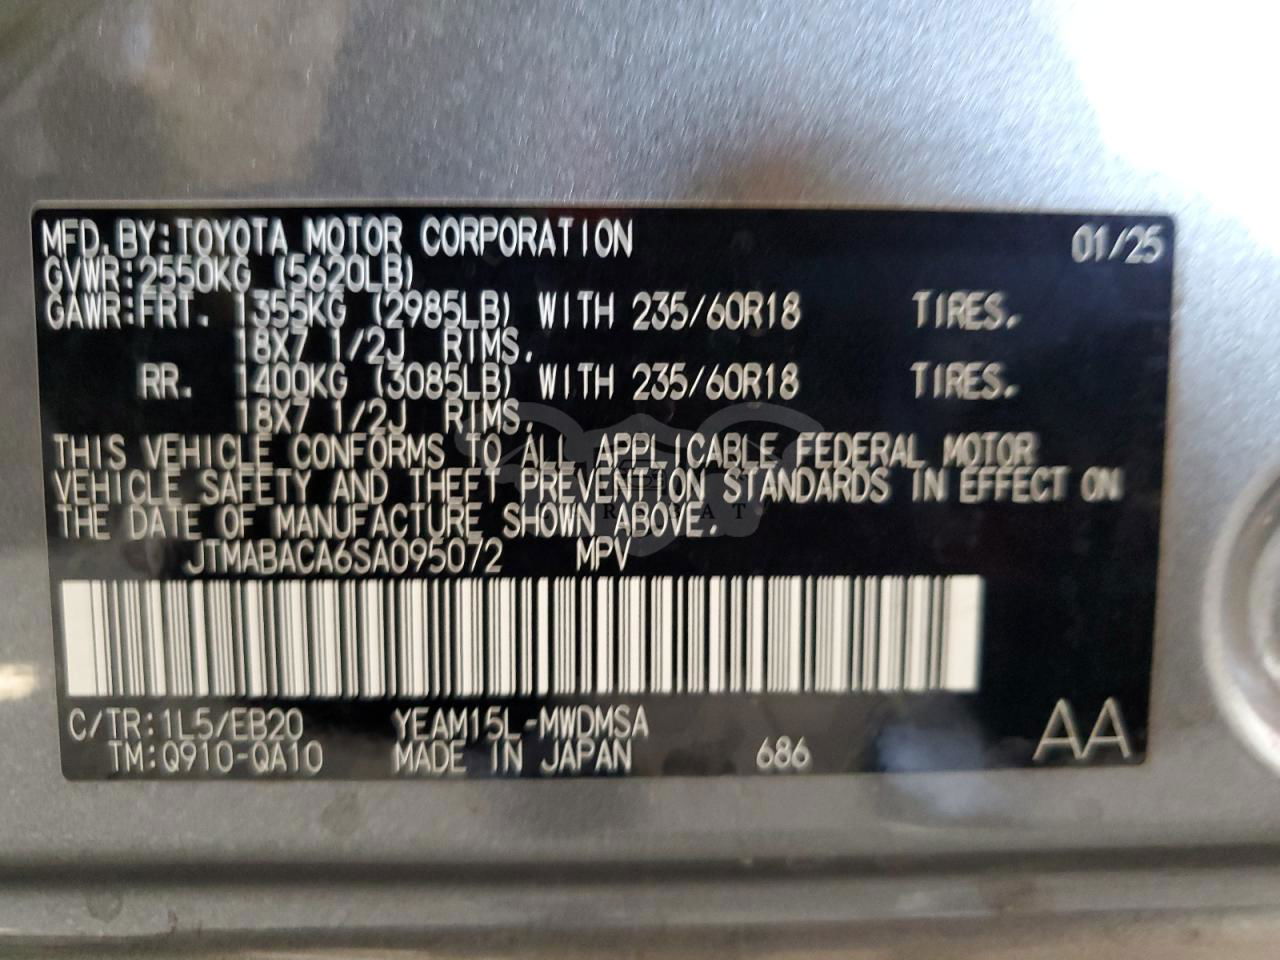 MFD. BY: TOYOTA MOTOR CORPORATION 01/25
GVWR: 2550KG (5620LB)
GAWR: FRT. 1355KG (2985LB) WITH 235/60R18 TIRES.
18X7 1/2J RIMS.
RR. 1400KG (3085LB) WITH 235/60R18 TIRES.
18X7 1/2J RIMS.
THIS VEHICLE CONFORMS TO ALL APPLICABLE FEDERAL MOTOR
VEHICLE SAFETY AND THEFT PREVENTION STANDARDS IN EFFECT ON
THE DATE OF MANUFACTURE SHOWN ABOVE.
JTMABACA6SA095072 MPV
C/TR: 1L5/EB20 YEAM15L-MWDMSA
TM: Q910-QA10 MADE IN JAPAN 686 AA